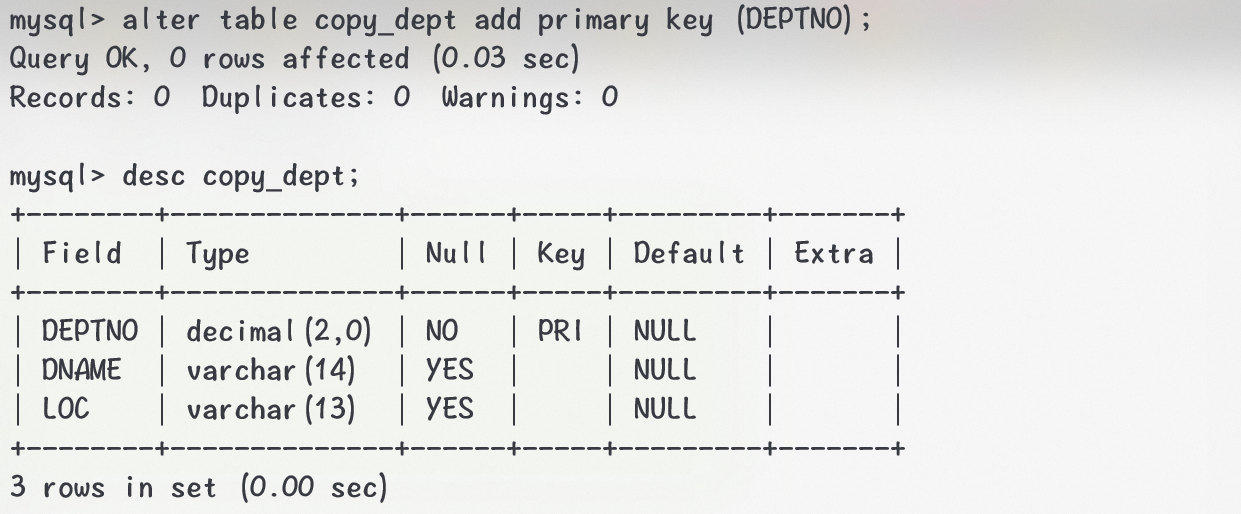 mysql> alter table copy_dept add primary key (DEPTNO);
Query OK, 0 rows affected (0.03 sec)
Records: 0  Duplicates: 0  Warnings: 0

mysql> desc copy_dept;
+--------+--------------+------+-----+---------+-------+
| Field  | Type         | Null | Key | Default | Extra |
+--------+--------------+------+-----+---------+-------+
| DEPTNO | decimal(2,0) | NO   | PRI | NULL    |       |
| DNAME  | varchar(14)  | YES  |     | NULL    |       |
| LOC    | varchar(13)  | YES  |     | NULL    |       |
+--------+--------------+------+-----+---------+-------+
3 rows in set (0.00 sec)